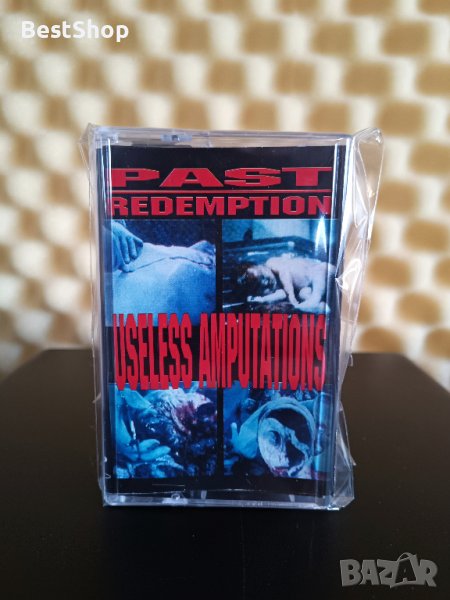 BestShop
PAST
REDEMPTION
USELESS AMPUTATIONS
BAZAR